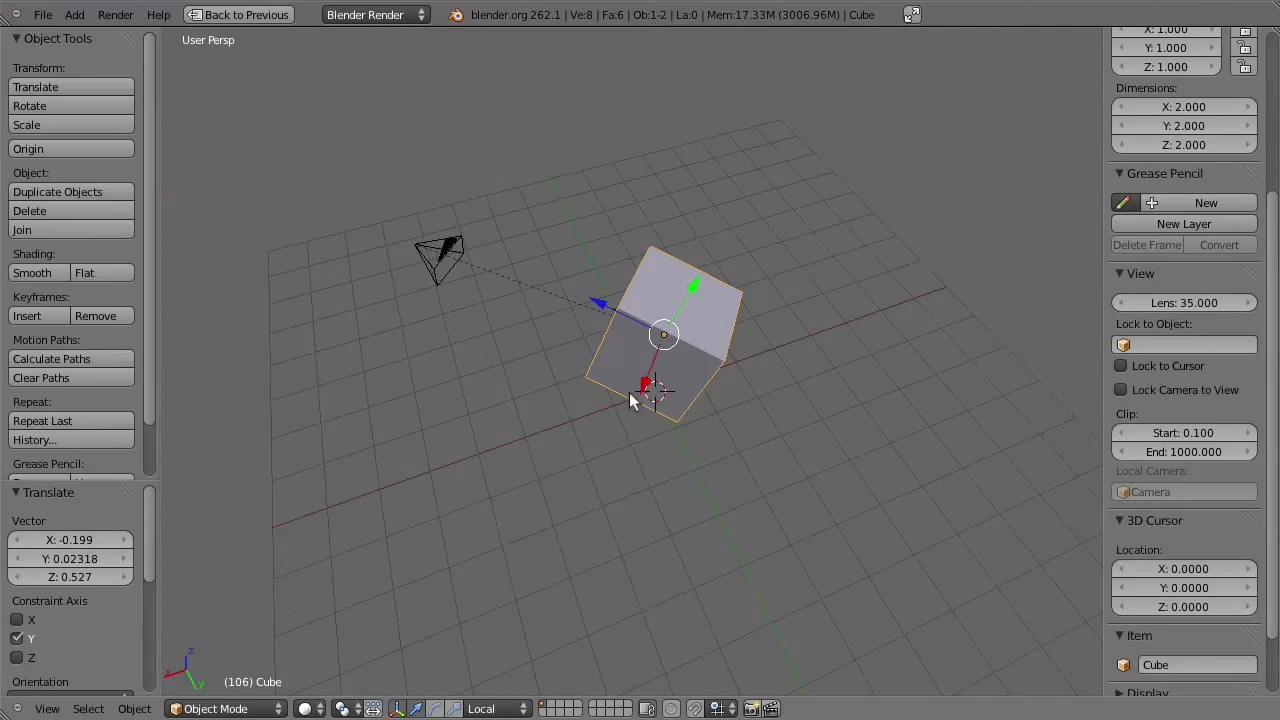 File Add Render Help Back to Previous Blender Render blender.org 262.1 | Ve:8 | Fa:6 | Ob:1-2 | La:0 | Mem:17.33M (3006.96M) | Cube
Object Tools
Transform:
Translate
Rotate
Scale
Origin
Object:
Duplicate Objects
Delete
Join
Shading:
Smooth Flat
Keyframes:
Insert Remove
Motion Paths:
Calculate Paths
Clear Paths
Repeat:
Repeat Last
History...
Grease Pencil:
Translate
Vector
X: -0.199
Y: 0.02318
Z: 0.527
Constraint Axis
X
Y
Z
Orientation
User Persp
z
x
y
(106) Cube
X: 1.000
Y: 1.000
Z: 1.000
Dimensions:
X: 2.000
Y: 2.000
Z: 2.000
Grease Pencil
New
New Layer
Delete Frame Convert
View
Lens: 35.000
Lock to Object:
Lock to Cursor
Lock Camera to View
Clip:
Start: 0.100
End: 1000.000
Local Camera:
Camera
3D Cursor
Location:
X: 0.0000
Y: 0.0000
Z: 0.0000
Item
Cube
Display
View Select Object Object Mode Local